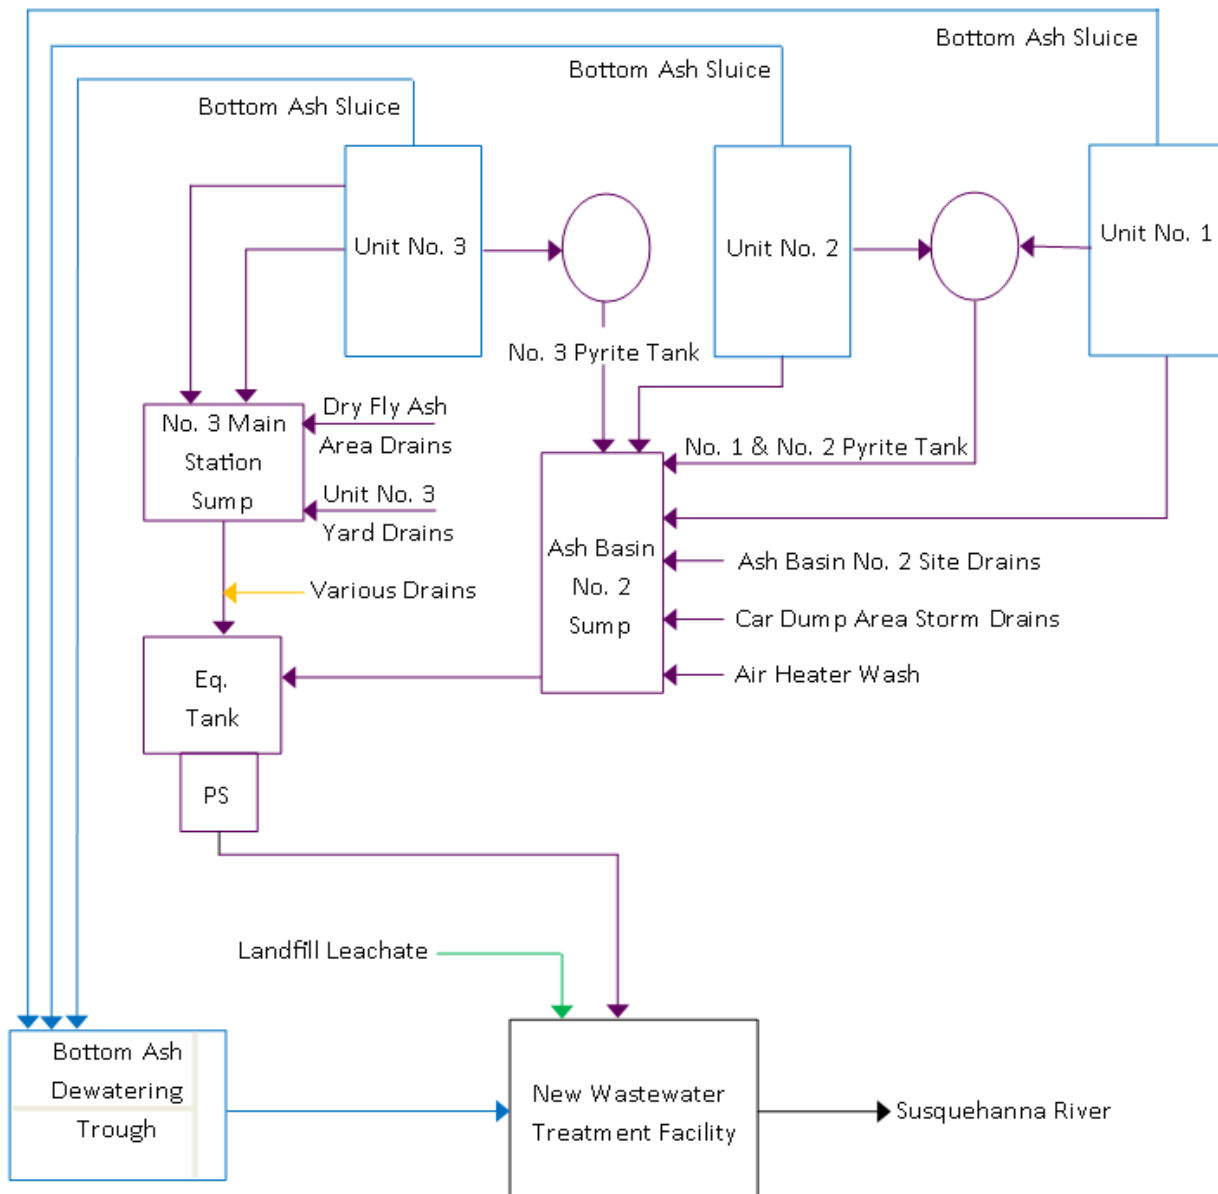 Bottom Ash Sluice
Bottom Ash Sluice
Bottom Ash Sluice
Unit No. 3
Unit No. 2
Unit No. 1
No. 3 Pyrite Tank
No. 3 Main
Station
Sump
Dry Fly Ash
Area Drains
Unit No. 3
Yard Drains
No. 1 & No. 2 Pyrite Tank
Ash Basin
No. 2
Sump
Ash Basin No. 2 Site Drains
Car Dump Area Storm Drains
Air Heater Wash
Various Drains
Eq.
Tank
PS
Landfill Leachate
Bottom Ash
Dewatering
Trough
New Wastewater
Treatment Facility
Susquehanna River